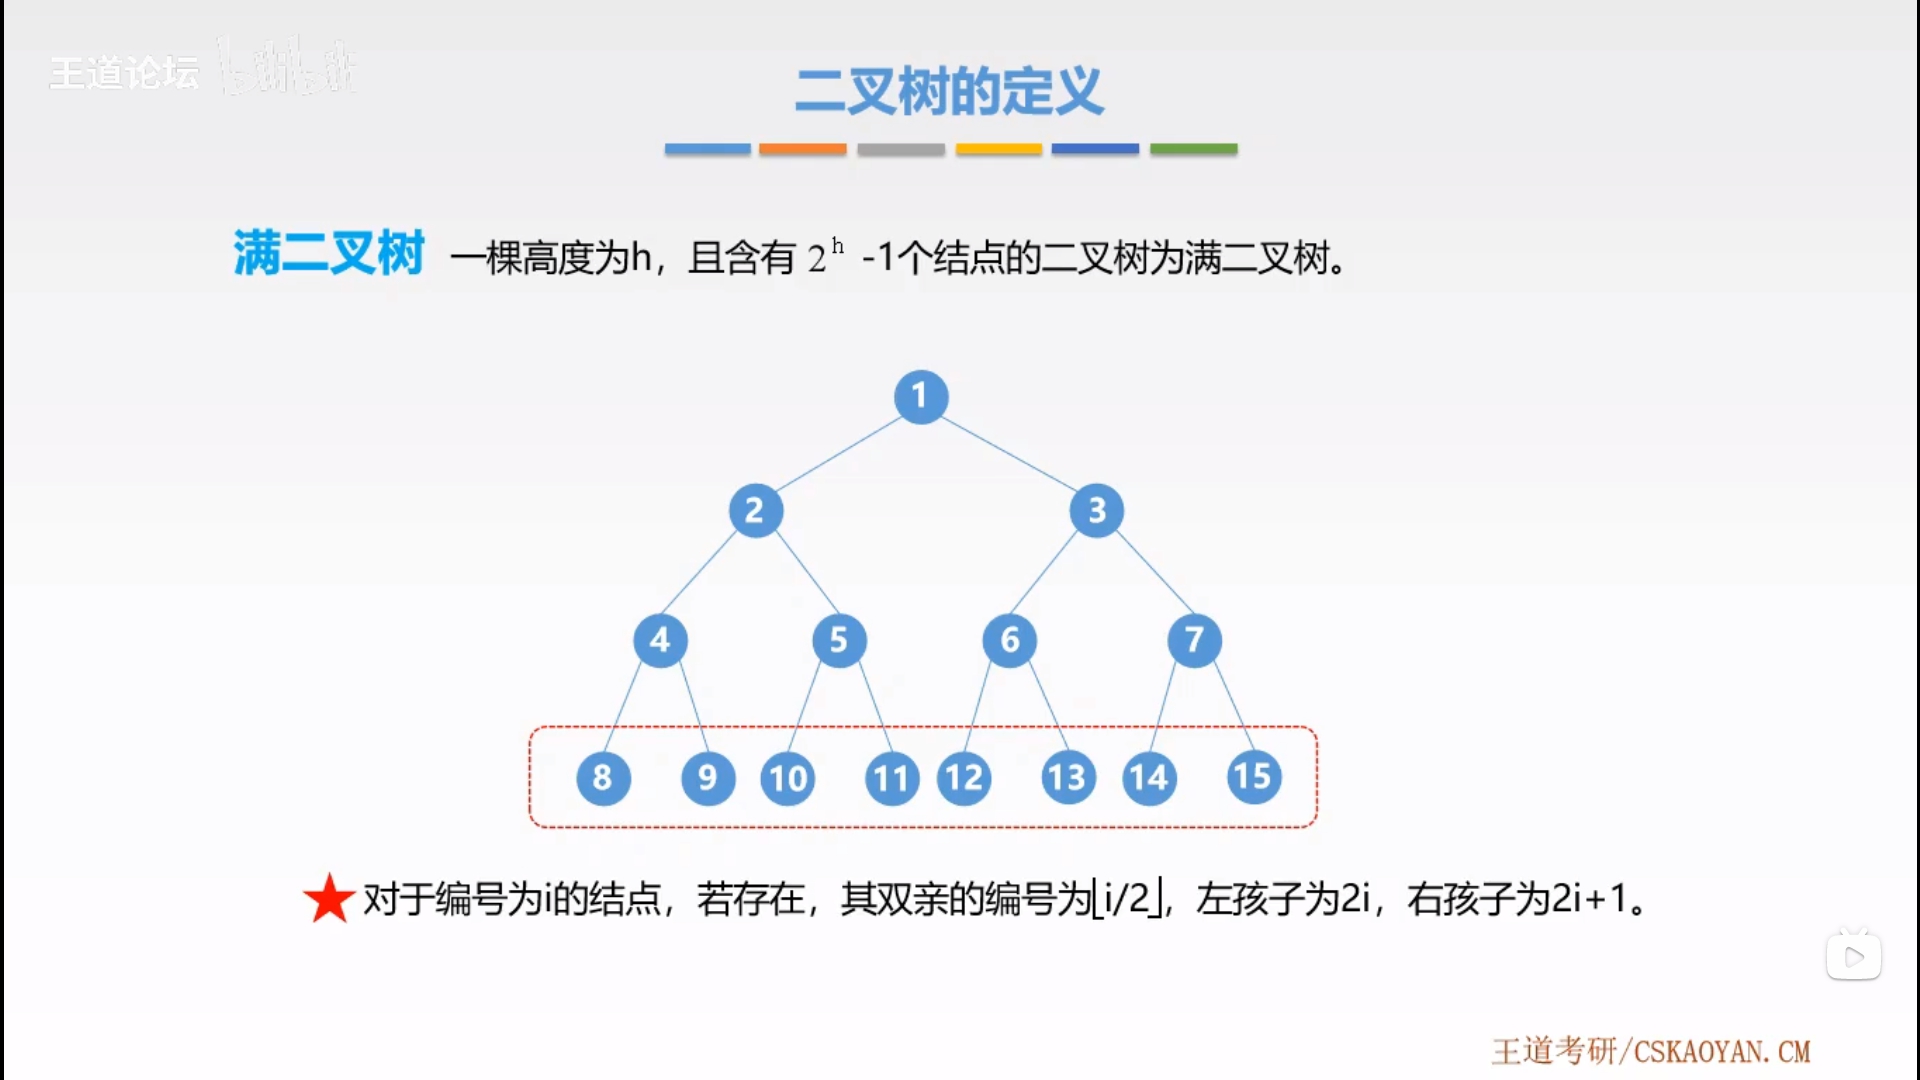 王道论坛 bilibili
二叉树的定义
满二叉树 一棵高度为h，且含有 2^h -1个结点的二叉树为满二叉树。
1
2 3
4 5 6 7
8 9 10 11 12 13 14 15
★对于编号为i的结点，若存在，其双亲的编号为⌊i/2⌋，左孩子为2i，右孩子为2i+1。
王道考研/CSKAOYAN.CM